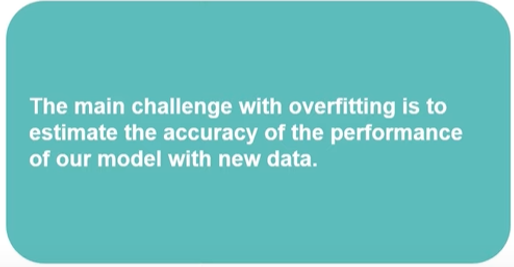 The main challenge with overfitting is to
estimate the accuracy of the performance
of our model with new data.